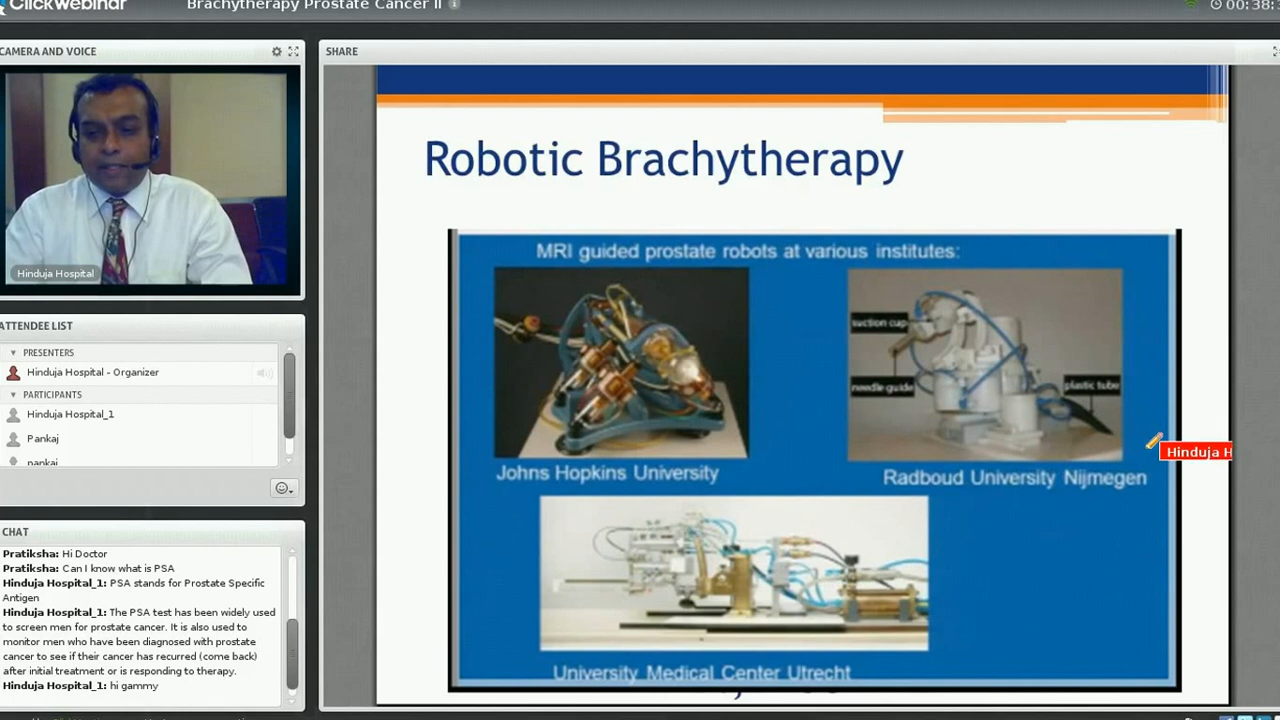 ClickWebinar
Brachytherapy Prostate Cancer II
00:38:
CAMERA AND VOICE
SHARE
Hinduja Hospital
ATTENDEE LIST
PRESENTERS
Hinduja Hospital - Organizer
PARTICIPANTS
Hinduja Hospital_1
Pankaj
pankaj
CHAT
Pratiksha: Hi Doctor
Pratiksha: Can I know what is PSA
Hinduja Hospital_1: PSA stands for Prostate Specific
Antigen
Hinduja Hospital_1: The PSA test has been widely used
to screen men for prostate cancer. It is also used to
monitor men who have been diagnosed with prostate
cancer to see if their cancer has recurred (come back)
after initial treatment or is responding to therapy.
Hinduja Hospital_1: hi gammy
Robotic Brachytherapy
MRI guided prostate robots at various institutes:
suction cup
needle guide
plastic tube
Johns Hopkins University
Radboud University Nijmegen
Hinduja H
University Medical Center Utrecht